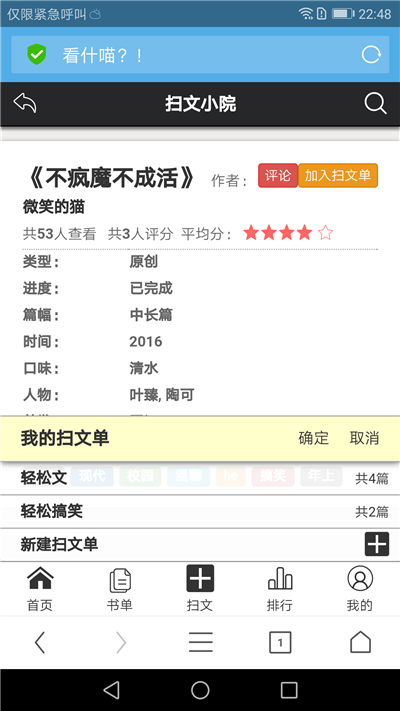 仅限紧急呼叫 22:48
看什喵？！
扫文小院
《不疯魔不成活》 作者： 评论 加入扫文单
微笑的猫
共53人查看 共3人评分 平均分：
类型： 原创
进度： 已完成
篇幅： 中长篇
时间： 2016
口味： 清水
人物： 叶臻, 陶可
我的扫文单 确定 取消
轻松文 现代 校园 搞笑 年上 共4篇
轻松搞笑 共2篇
新建扫文单
首页 书单 扫文 排行 我的
1